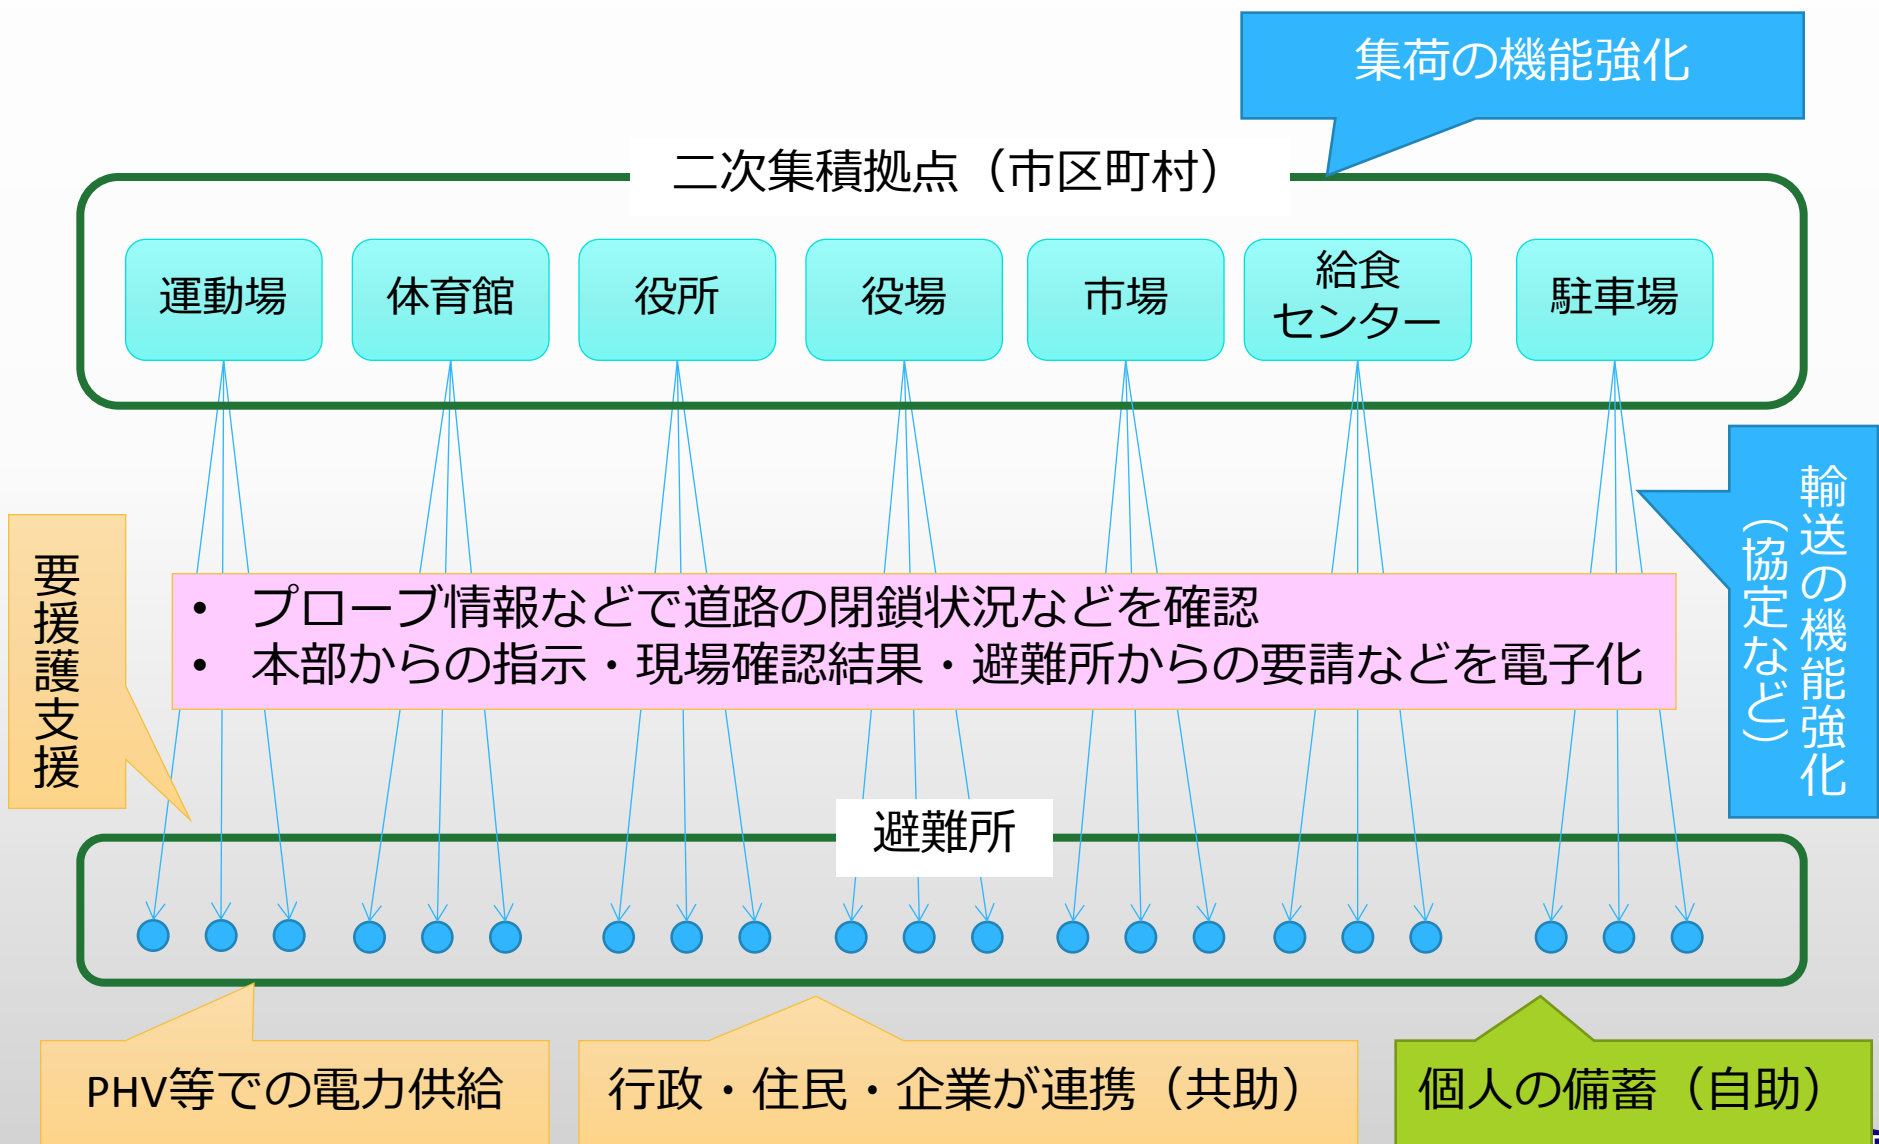 集荷の機能強化
二次集積拠点（市区町村）
運動場
体育館
役所
役場
市場
給食
センター
駐車場
輸送の機能強化
（協定など）
要援護支援
• プローブ情報などで道路の閉鎖状況などを確認
• 本部からの指示・現場確認結果・避難所からの要請などを電子化
避難所
PHV等での電力供給
行政・住民・企業が連携（共助）
個人の備蓄（自助）